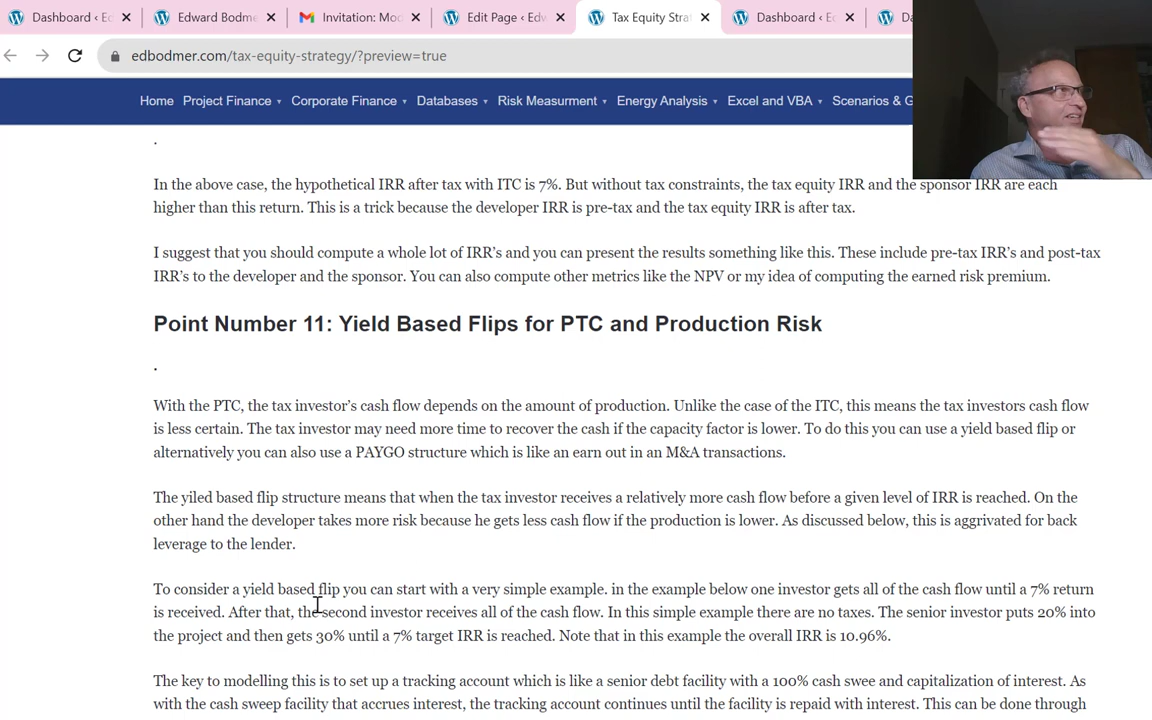 Dashboard ‹ E
Edward Bodme
Invitation: Moo
Edit Page ‹ Edw
Tax Equity Stra
Dashboard ‹ E
Da
edbodmer.com/tax-equity-strategy/?preview=true
Home Project Finance Corporate Finance Databases Risk Measurment Energy Analysis Excel and VBA Scenarios & G
.
In the above case, the hypothetical IRR after tax with ITC is 7%. But without tax constraints, the tax equity IRR and the sponsor IRR are each
higher than this return. This is a trick because the developer IRR is pre-tax and the tax equity IRR is after tax.
I suggest that you should compute a whole lot of IRR's and you can present the results something like this. These include pre-tax IRR's and post-tax
IRR's to the developer and the sponsor. You can also compute other metrics like the NPV or my idea of computing the earned risk premium.
Point Number 11: Yield Based Flips for PTC and Production Risk
.
With the PTC, the tax investor's cash flow depends on the amount of production. Unlike the case of the ITC, this means the tax investors cash flow
is less certain. The tax investor may need more time to recover the cash if the capacity factor is lower. To do this you can use a yield based flip or
alternatively you can also use a PAYGO structure which is like an earn out in an M&A transactions.
The yiled based flip structure means that when the tax investor receives a relatively more cash flow before a given level of IRR is reached. On the
other hand the developer takes more risk because he gets less cash flow if the production is lower. As discussed below, this is aggrivated for back
leverage to the lender.
To consider a yield based flip you can start with a very simple example. in the example below one investor gets all of the cash flow until a 7% return
is received. After that, the second investor receives all of the cash flow. In this simple example there are no taxes. The senior investor puts 20% into
the project and then gets 30% until a 7% target IRR is reached. Note that in this example the overall IRR is 10.96%.
The key to modelling this is to set up a tracking account which is like a senior debt facility with a 100% cash swee and capitalization of interest. As
with the cash sweep facility that accrues interest, the tracking account continues until the facility is repaid with interest. This can be done through